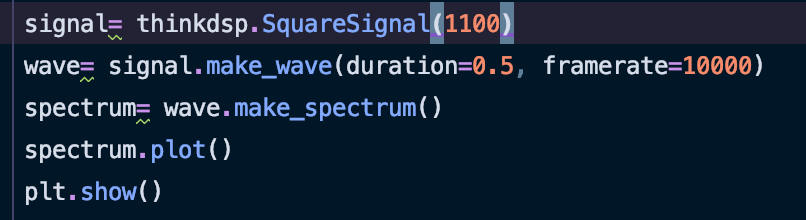 signal= thinkdsp.SquareSignal(1100)
wave= signal.make_wave(duration=0.5, framerate=10000)
spectrum= wave.make_spectrum()
spectrum.plot()
plt.show()